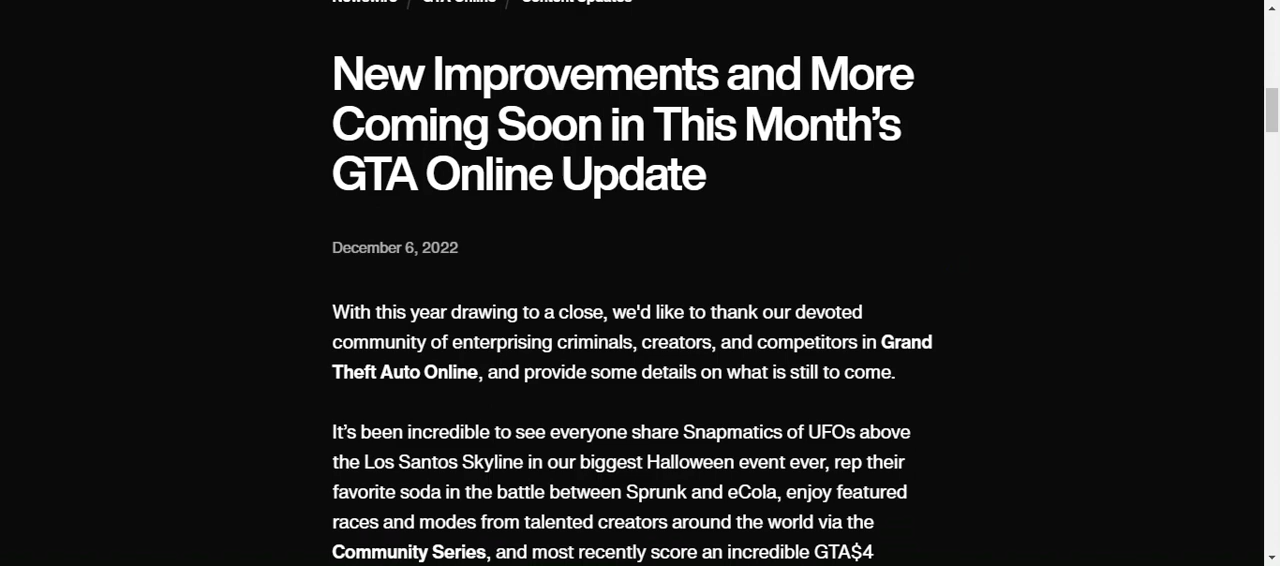 Newswire / GTA Online / Content Updates
New Improvements and More
Coming Soon in This Month’s
GTA Online Update
December 6, 2022
With this year drawing to a close, we'd like to thank our devoted
community of enterprising criminals, creators, and competitors in Grand
Theft Auto Online, and provide some details on what is still to come.
It’s been incredible to see everyone share Snapmatics of UFOs above
the Los Santos Skyline in our biggest Halloween event ever, rep their
favorite soda in the battle between Sprunk and eCola, enjoy featured
races and modes from talented creators around the world via the
Community Series, and most recently score an incredible GTA$4